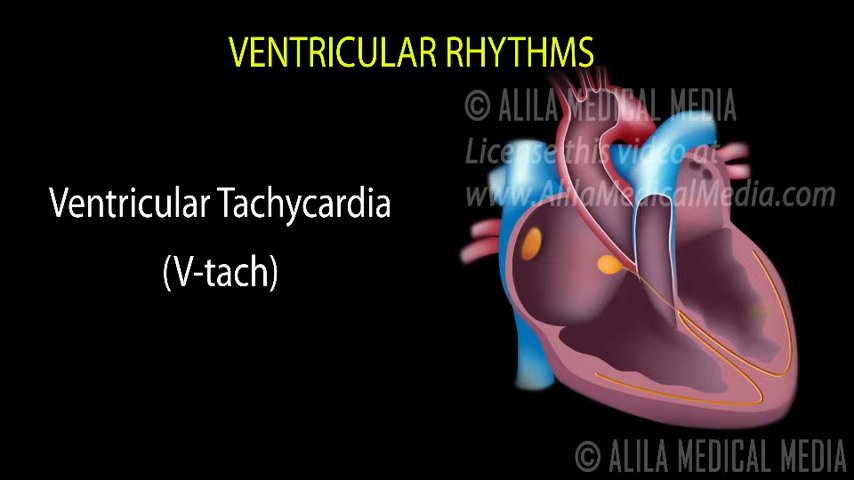 VENTRICULAR RHYTHMS
© ALILA MEDICAL MEDIA
License this video at
www.AlilaMedicalMedia.com
Ventricular Tachycardia
(V-tach)
© ALILA MEDICAL MEDIA